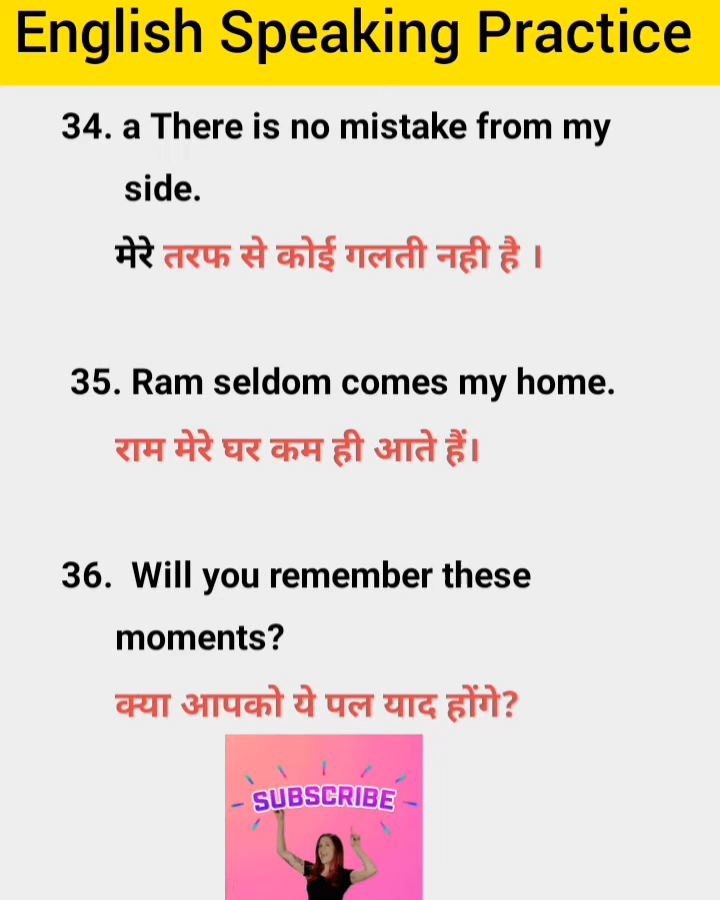 English Speaking Practice
34. a There is no mistake from my
side.
मेरे तरफ से कोई गलती नही है ।
35. Ram seldom comes my home.
राम मेरे घर कम ही आते हैं।
36. Will you remember these
moments?
क्या आपको ये पल याद होंगे?
SUBSCRIBE